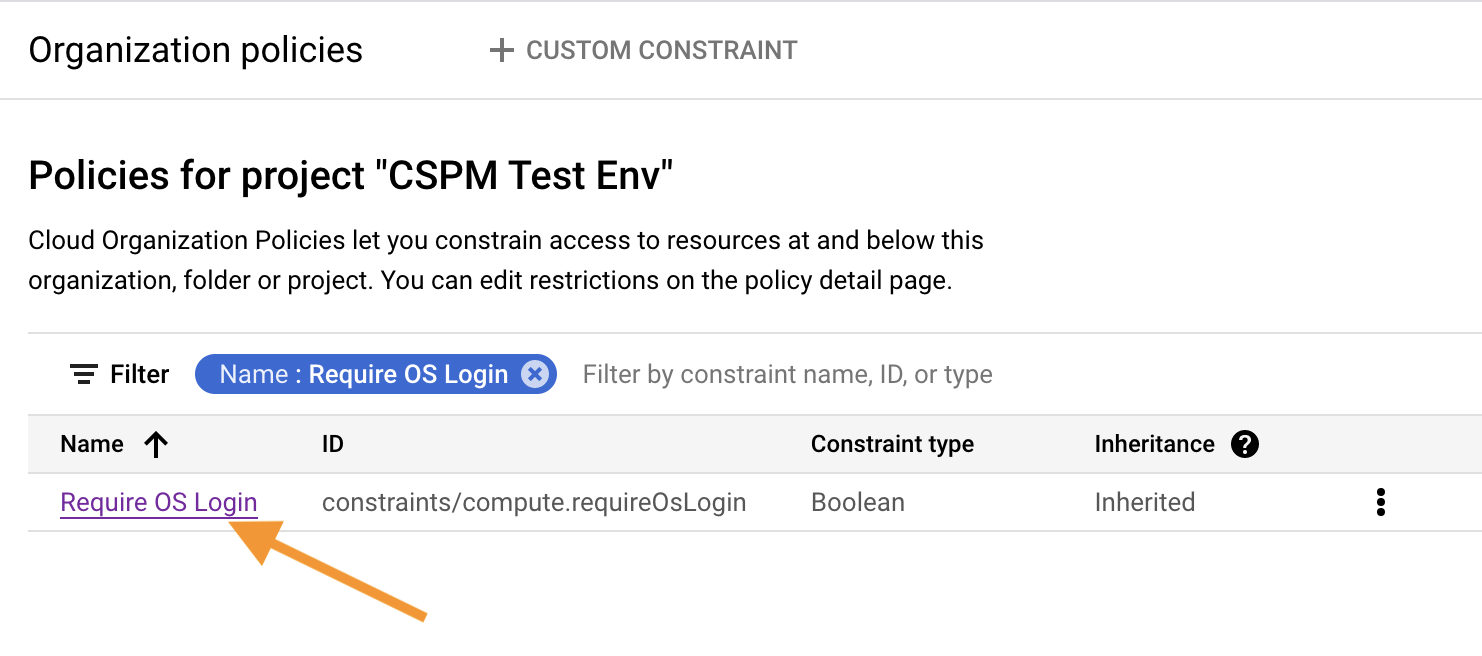 Organization policies
CUSTOM CONSTRAINT
Policies for project "CSPM Test Env"
Cloud Organization Policies let you constrain access to resources at and below this
organization, folder or project. You can edit restrictions on the policy detail page.
Filter Name : Require OS Login Filter by constraint name, ID, or type
Name ID Constraint type Inheritance ?
Require OS Login constraints/compute.requireOsLogin Boolean Inherited